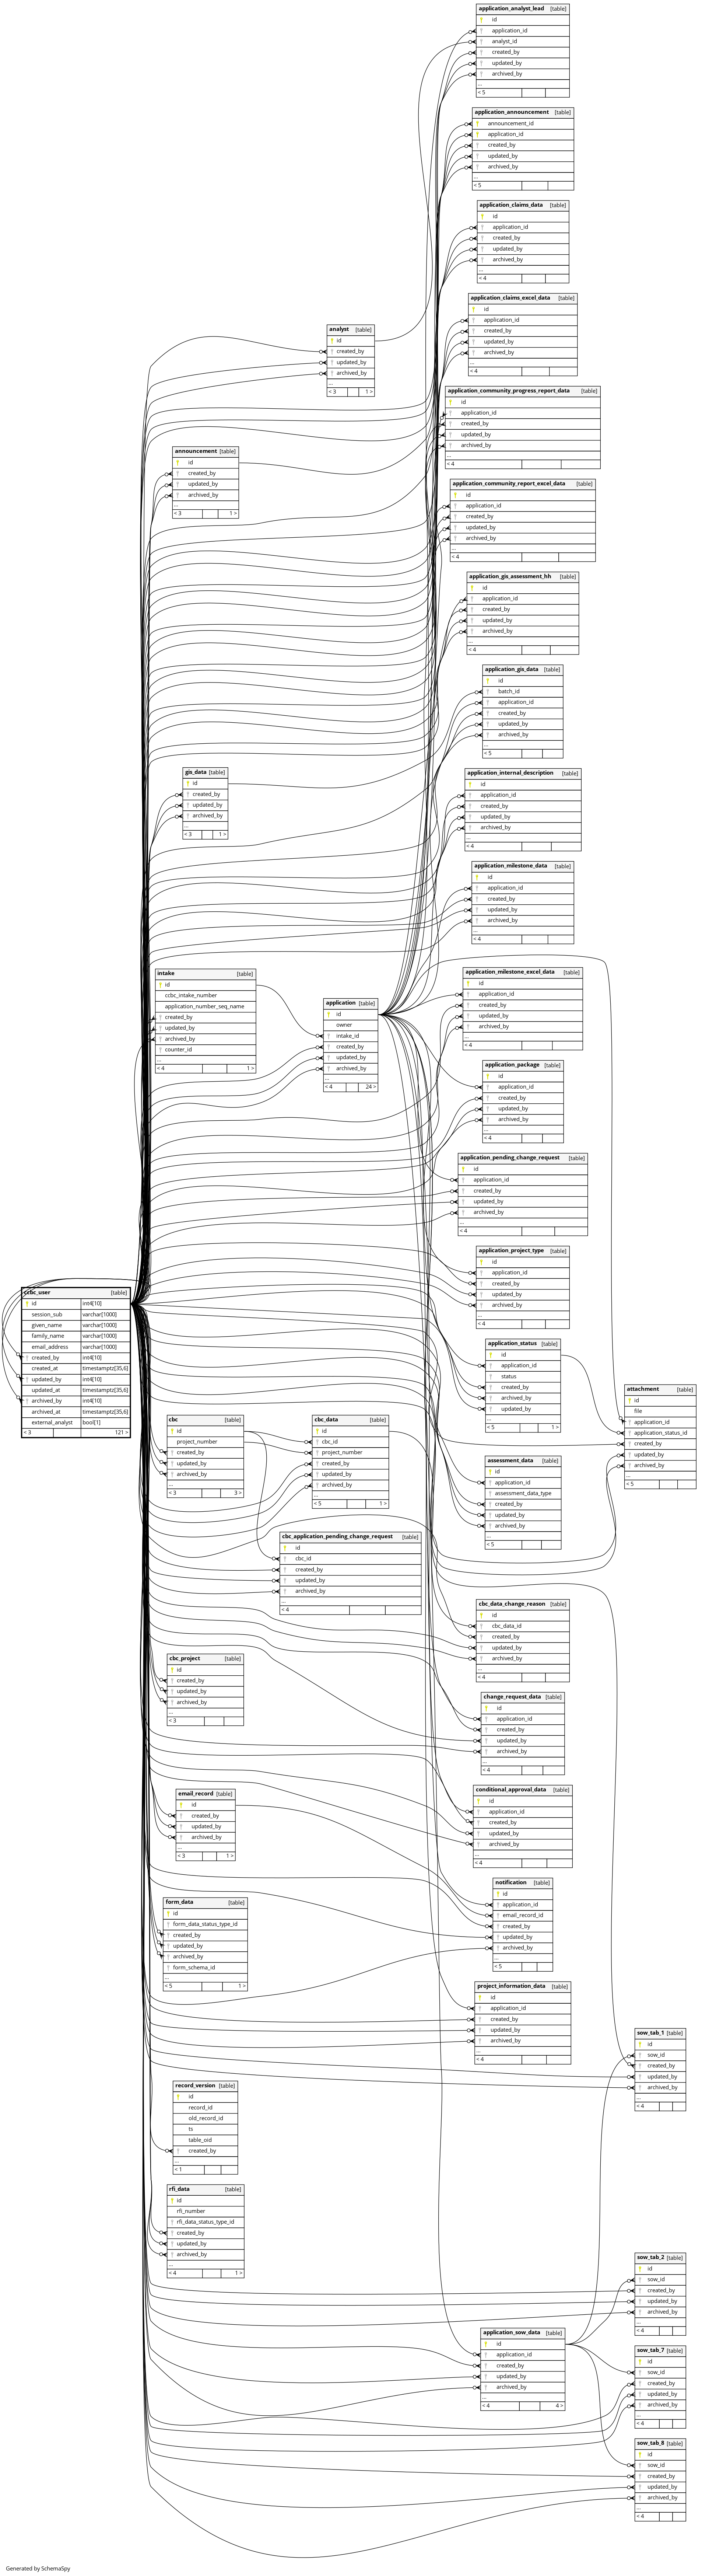 application_analyst_lead [table]
id
application_id
analyst_id
created_by
updated_by
archived_by
...
< 5
application_announcement [table]
announcement_id
application_id
created_by
updated_by
archived_by
...
< 5
application_claims_data [table]
id
application_id
created_by
updated_by
archived_by
...
< 4
application_claims_excel_data [table]
id
application_id
created_by
updated_by
archived_by
...
< 4
analyst [table]
id
created_by
updated_by
archived_by
...
< 3 1 >
application_community_progress_report_data [table]
id
application_id
created_by
updated_by
archived_by
...
< 4
announcement [table]
id
created_by
updated_by
archived_by
...
< 3 1 >
application_community_report_excel_data [table]
id
application_id
created_by
updated_by
archived_by
...
< 4
application_gis_assessment_hh [table]
id
application_id
created_by
updated_by
archived_by
...
< 4
application_gis_data [table]
id
batch_id
application_id
created_by
updated_by
archived_by
...
< 5
gis_data [table]
id
created_by
updated_by
archived_by
...
< 3 1 >
application_internal_description [table]
id
application_id
created_by
updated_by
archived_by
...
< 4
application_milestone_data [table]
id
application_id
created_by
updated_by
archived_by
...
< 4
intake [table]
id
ccbc_intake_number
application_number_seq_name
created_by
updated_by
archived_by
counter_id
...
< 4 1 >
application [table]
id
owner
intake_id
created_by
updated_by
archived_by
...
< 4 24 >
application_milestone_excel_data [table]
id
application_id
created_by
updated_by
archived_by
...
< 4
application_package [table]
id
application_id
created_by
updated_by
archived_by
...
< 4
application_pending_change_request [table]
id
application_id
created_by
updated_by
archived_by
...
< 4
application_project_type [table]
id
application_id
created_by
updated_by
archived_by
...
< 4
ccbc_user [table]
id int4[10]
session_sub varchar[1000]
given_name varchar[1000]
family_name varchar[1000]
email_address varchar[1000]
created_by int4[10]
created_at timestamptz[35,6]
updated_by int4[10]
updated_at timestamptz[35,6]
archived_by int4[10]
archived_at timestamptz[35,6]
external_analyst bool[1]
< 3 121 >
application_status [table]
id
application_id
status
created_by
archived_by
updated_by
...
< 5 1 >
attachment [table]
id
file
application_id
application_status_id
created_by
updated_by
archived_by
...
< 5
cbc [table]
id
project_number
created_by
updated_by
archived_by
...
< 3 3 >
cbc_data [table]
id
cbc_id
project_number
created_by
updated_by
archived_by
...
< 5 1 >
assessment_data [table]
id
application_id
assessment_data_type
created_by
updated_by
archived_by
...
< 5
cbc_application_pending_change_request [table]
id
cbc_id
created_by
updated_by
archived_by
...
< 4
cbc_data_change_reason [table]
id
cbc_data_id
created_by
updated_by
archived_by
...
< 4
cbc_project [table]
id
created_by
updated_by
archived_by
...
< 3
change_request_data [table]
id
application_id
created_by
updated_by
archived_by
...
< 4
email_record [table]
id
created_by
updated_by
archived_by
...
< 3 1 >
conditional_approval_data [table]
id
application_id
created_by
updated_by
archived_by
...
< 4
notification [table]
id
application_id
email_record_id
created_by
updated_by
archived_by
...
< 5
form_data [table]
id
form_data_status_type_id
created_by
updated_by
archived_by
form_schema_id
...
< 5 1 >
project_information_data [table]
id
application_id
created_by
updated_by
archived_by
...
< 4
sow_tab_1 [table]
id
sow_id
created_by
updated_by
archived_by
...
< 4
record_version [table]
id
record_id
old_record_id
ts
table_oid
created_by
...
< 1
rfi_data [table]
id
rfi_number
rfi_data_status_type_id
created_by
updated_by
archived_by
...
< 4 1 >
sow_tab_2 [table]
id
sow_id
created_by
updated_by
archived_by
...
< 4
application_sow_data [table]
id
application_id
created_by
updated_by
archived_by
...
< 4 4 >
sow_tab_7 [table]
id
sow_id
created_by
updated_by
archived_by
...
< 4
sow_tab_8 [table]
id
sow_id
created_by
updated_by
archived_by
...
< 4
Generated by SchemaSpy